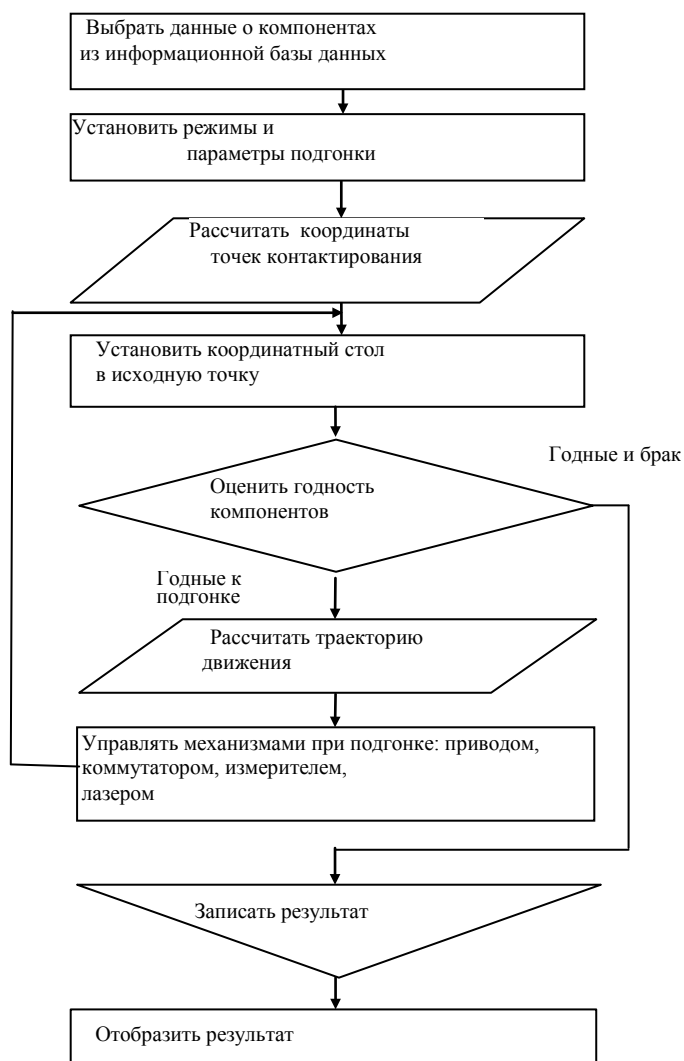 Выбрать данные о компонентах
из информационной базы данных
Установить режимы и
параметры подгонки
Рассчитать координаты
точек контактирования
Установить координатный стол
в исходную точку
Годные и брак
Оценить годность
компонентов
Годные к
подгонке
Рассчитать траекторию
движения
Управлять механизмами при подгонке: приводом,
коммутатором, измерителем,
лазером
Записать результат
Отобразить результат